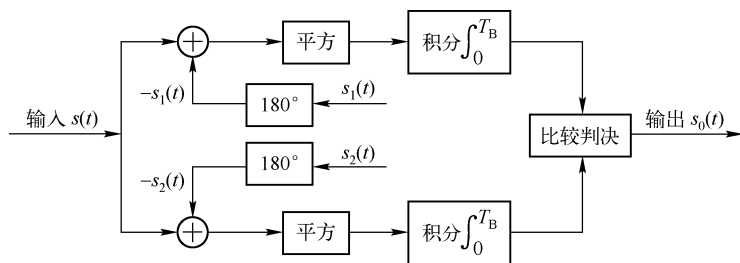 平方
积分∫₀^{T_B}
−s₁(t)
180°
s₁(t)
输入 s(t)
比较判决
输出 s₀(t)
−s₂(t)
180°
s₂(t)
平方
积分∫₀^{T_B}